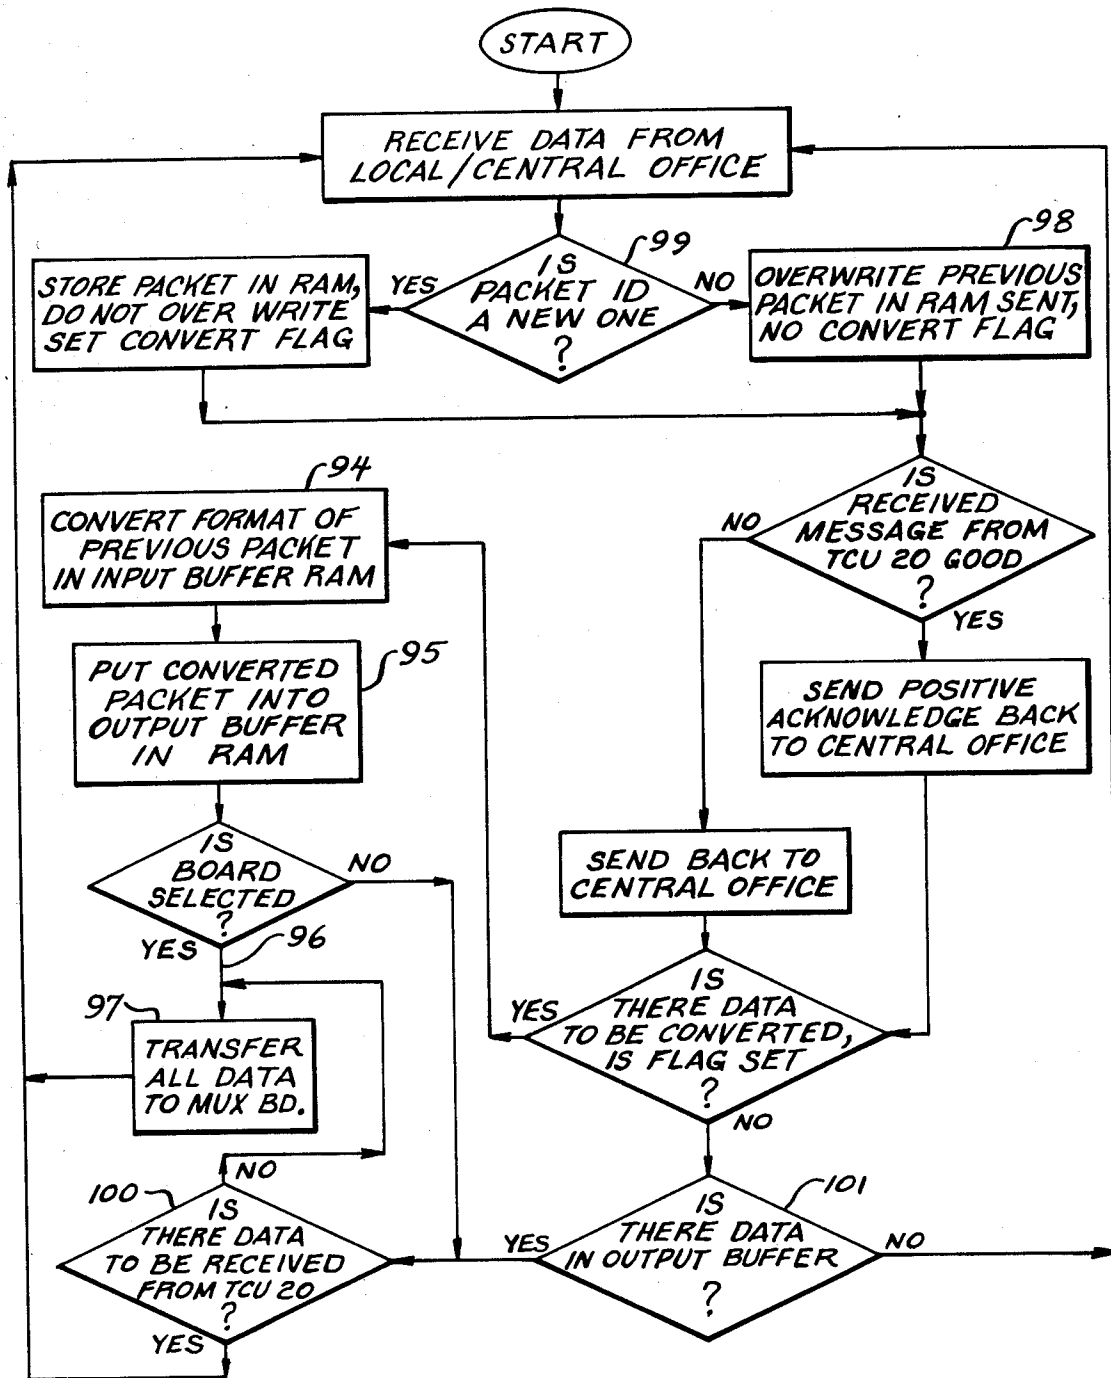 START
RECEIVE DATA FROM
LOCAL/CENTRAL OFFICE
99
IS
PACKET ID
A NEW ONE
?
YES
NO
STORE PACKET IN RAM,
DO NOT OVER WRITE
SET CONVERT FLAG
98
OVERWRITE PREVIOUS
PACKET IN RAM SENT,
NO CONVERT FLAG
IS
RECEIVED
MESSAGE FROM
TCU 20 GOOD
?
NO
YES
94
CONVERT FORMAT OF
PREVIOUS PACKET
IN INPUT BUFFER RAM
95
PUT CONVERTED
PACKET INTO
OUTPUT BUFFER
IN RAM
SEND POSITIVE
ACKNOWLEDGE BACK
TO CENTRAL OFFICE
IS
BOARD
SELECTED
?
NO
YES
96
SEND BACK TO
CENTRAL OFFICE
97
TRANSFER
ALL DATA
TO MUX BD.
IS
THERE DATA
TO BE CONVERTED,
IS FLAG SET
?
YES
NO
100
IS
THERE DATA
TO BE RECEIVED
FROM TCU 20
?
NO
YES
101
IS
THERE DATA
IN OUTPUT BUFFER
?
YES
NO